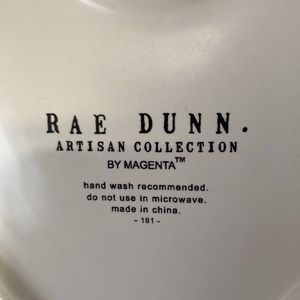 RAE DUNN.
ARTISAN COLLECTION
BY MAGENTA™
hand wash recommended.
do not use in microwave.
made in china.
- 181 -